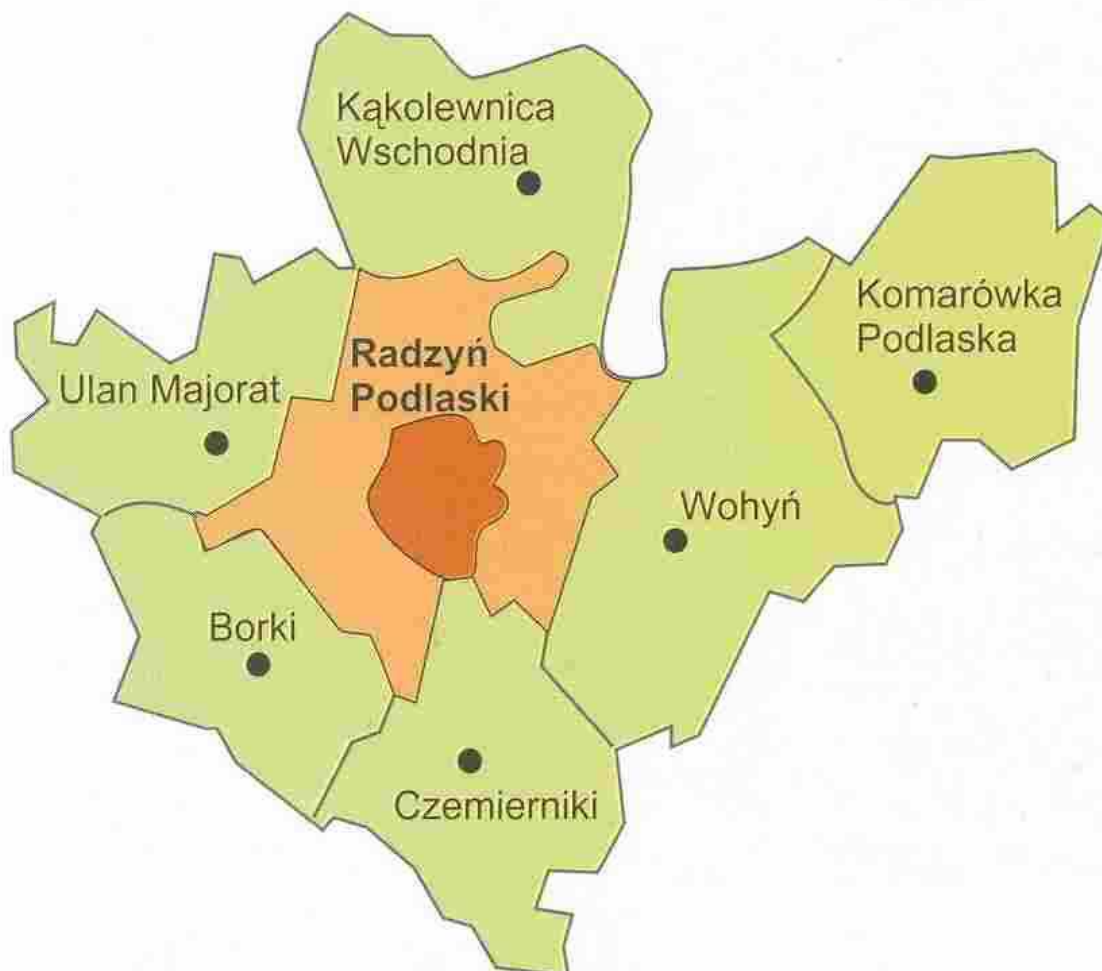 Kąkolewnica
Wschodnia
Komarówka
Podlaska
Radzyń
Podlaski
Ulan Majorat
Wohyń
Borki
Czemierniki